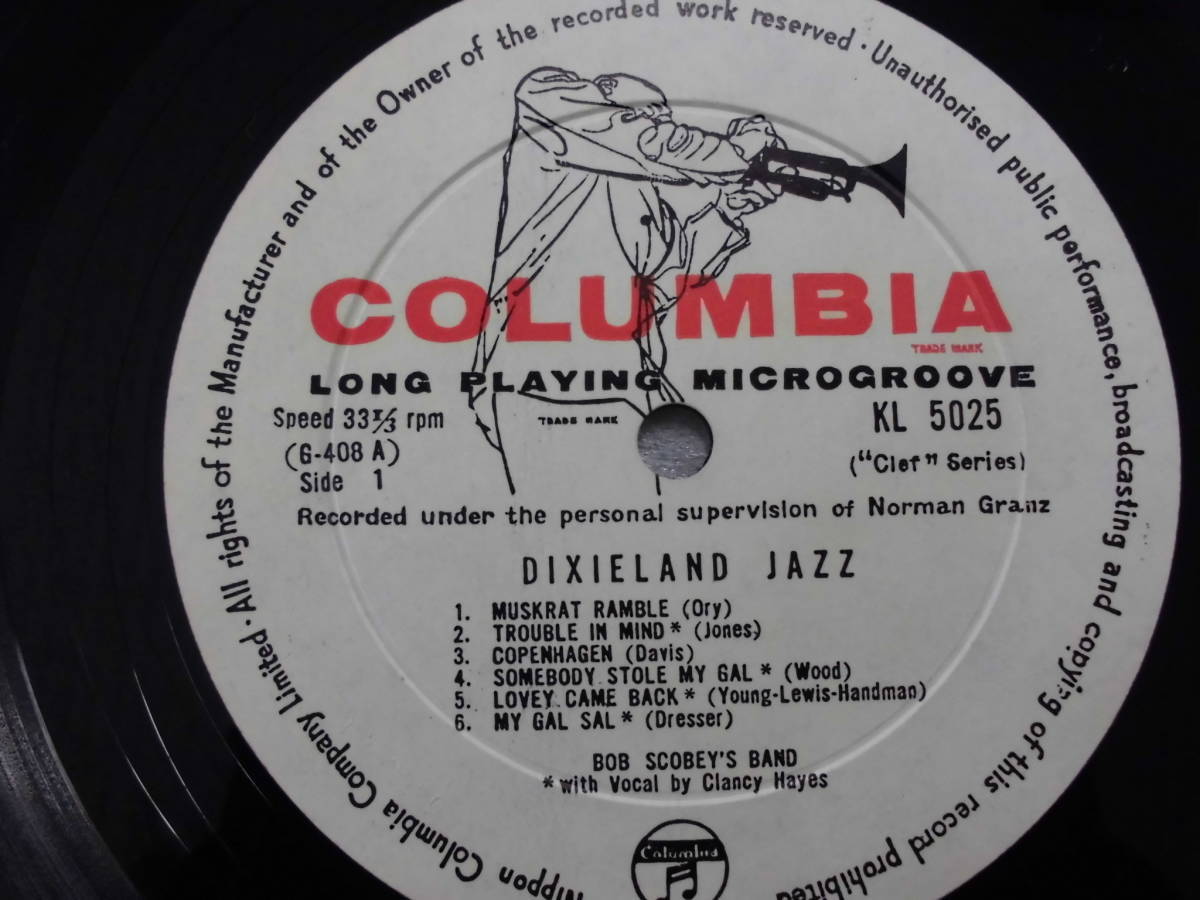 COLUMBIA
TRADE MARK
LONG PLAYING MICROGROOVE
TRADE MARK
Speed 33⅓ rpm
KL 5025
(G-408 A)
("Clef" Series)
Side 1
Recorded under the personal supervision of Norman Granz
DIXIELAND JAZZ
1. MUSKRAT RAMBLE (Ory)
2. TROUBLE IN MIND* (Jones)
3. COPENHAGEN (Davis)
4. SOMEBODY STOLE MY GAL * (Wood)
5. LOVEY CAME BACK * (Young-Lewis-Handman)
6. MY GAL SAL * (Dresser)
BOB SCOBEY'S BAND
* with Vocal by Clancy Hayes
Columbia
Nippon Columbia Company Limited · All rights of the Manufacturer and of the Owner of the recorded work reserved · Unauthorised public performance, broadcasting and copying of this record prohibited